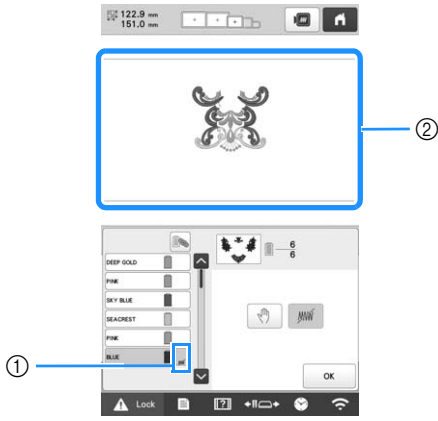 122.9 mm
151.0 mm
②
DEEP GOLD
PINK
SKY BLUE
SEACREST
PINK
BLUE
6
6
①
OK
Lock